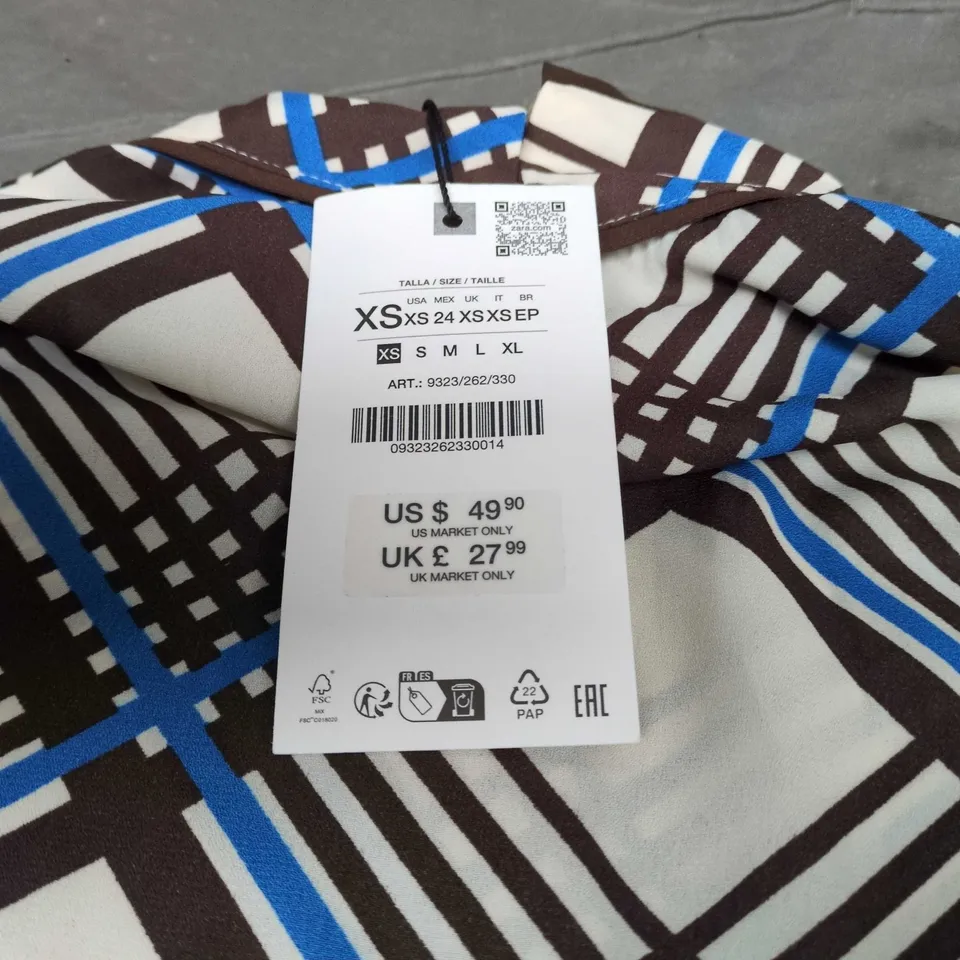 zara.com
TALLA / SIZE / TAILLE
USA MEX UK IT BR
XS XS 24 XS XS EP
XS S M L XL
ART.: 9323/262/330
09323262330014
US $ 49 90
US MARKET ONLY
UK £ 27 99
UK MARKET ONLY
FR ES
FSC
MIX
FSC® C018020
22
PAP
EAC